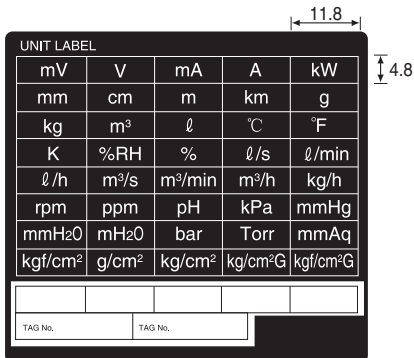 11.8
UNIT LABEL
4.8
mV V mA A kW
mm cm m km g
kg m³ ℓ ℃ °F
K %RH % ℓ/s ℓ/min
ℓ/h m³/s m³/min m³/h kg/h
rpm ppm pH kPa mmHg
mmH2O mH2O bar Torr mmAq
kgf/cm² g/cm² kg/cm² kg/cm²G kgf/cm²G
TAG No. TAG No.